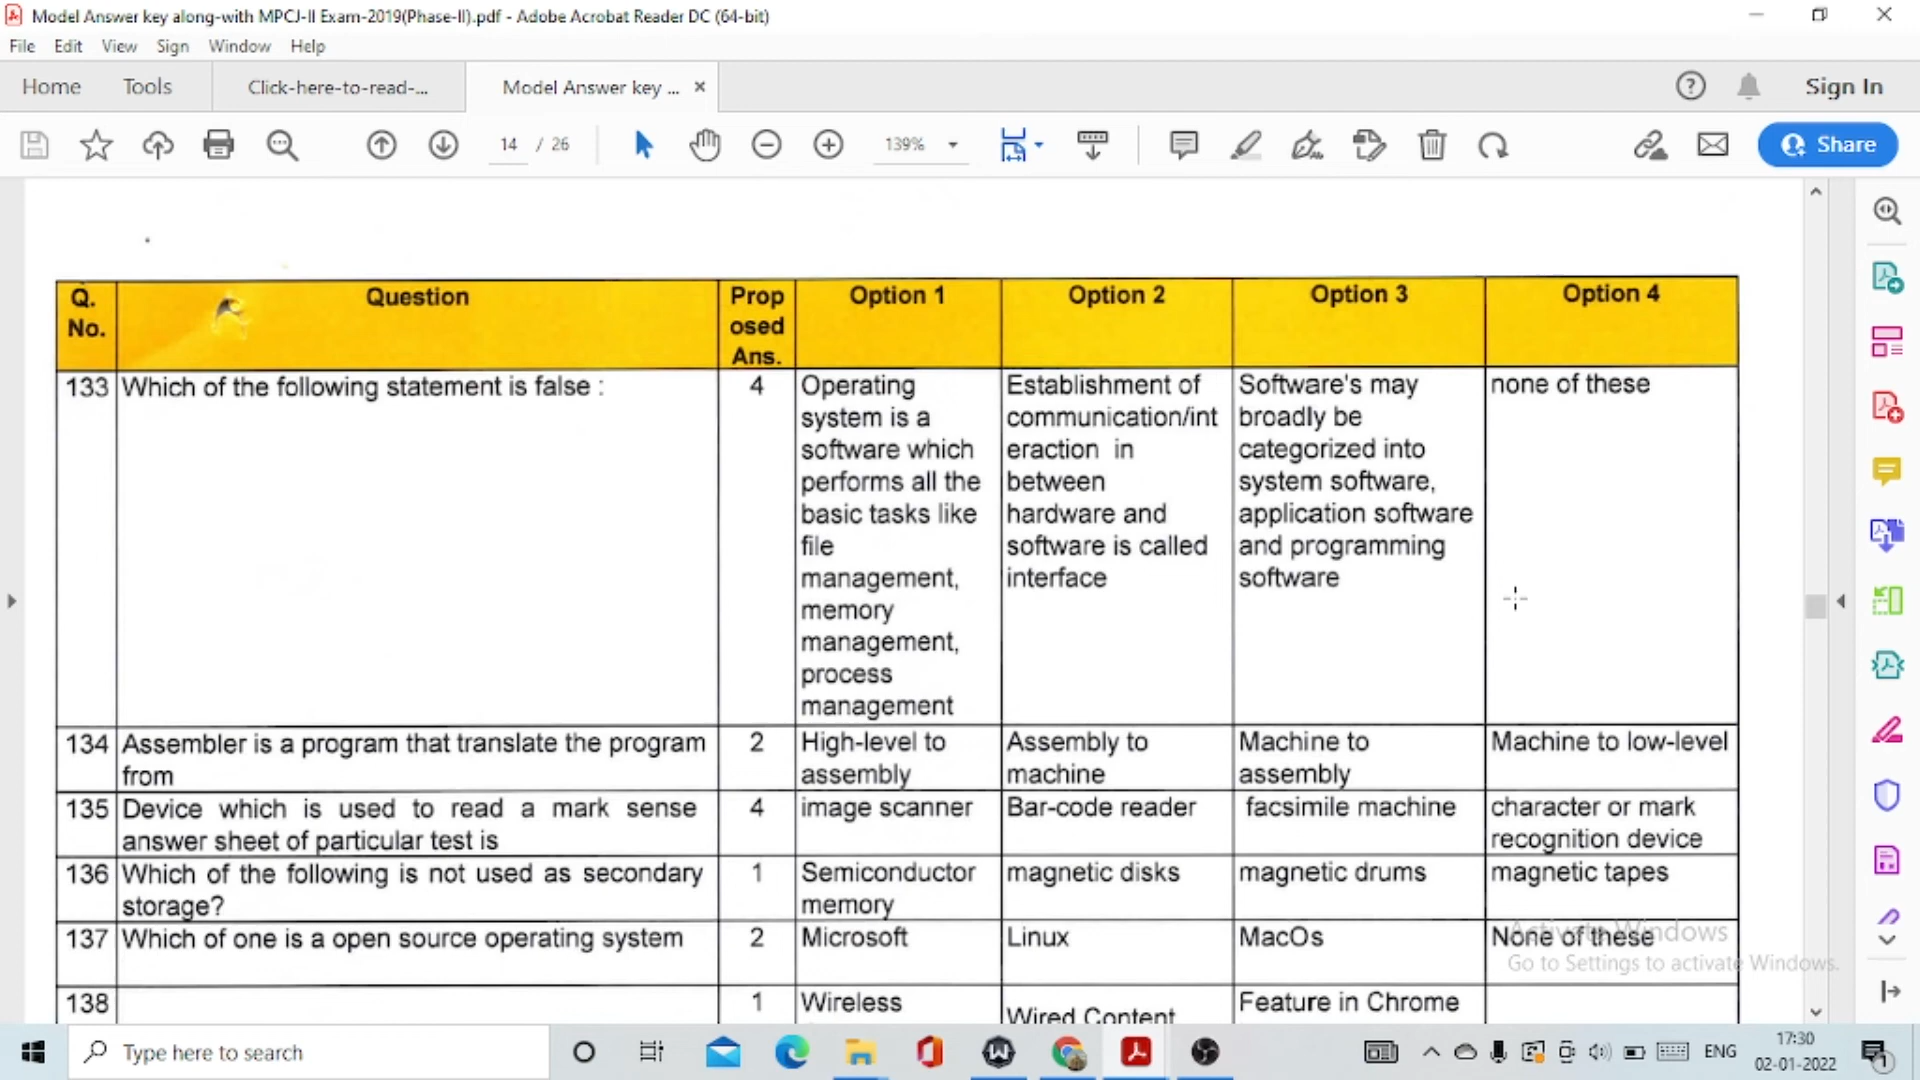 Model Answer key along-with MPCJ-II Exam-2019(Phase-II).pdf - Adobe Acrobat Reader DC (64-bit)
File Edit View Sign Window Help
Home Tools Click-here-to-read-... Model Answer key ... × Sign In
14 / 26 139% Share
Q. No. Question Prop osed Ans. Option 1 Option 2 Option 3 Option 4
133 Which of the following statement is false : 4 Operating Establishment of Software's may none of these
system is a communication/int broadly be
software which eraction in categorized into
performs all the between system software,
basic tasks like hardware and application software
file software is called and programming
management, interface software
memory
management,
process
management
134 Assembler is a program that translate the program 2 High-level to Assembly to Machine to Machine to low-level
from assembly machine assembly
135 Device which is used to read a mark sense 4 image scanner Bar-code reader facsimile machine character or mark
answer sheet of particular test is recognition device
136 Which of the following is not used as secondary 1 Semiconductor magnetic disks magnetic drums magnetic tapes
storage? memory
137 Which of one is a open source operating system 2 Microsoft Linux MacOs None of these
Activate Windows
Go to Settings to activate Windows.
138 1 Wireless Wired Content Feature in Chrome
Type here to search ENG 17:30
02-01-2022 1